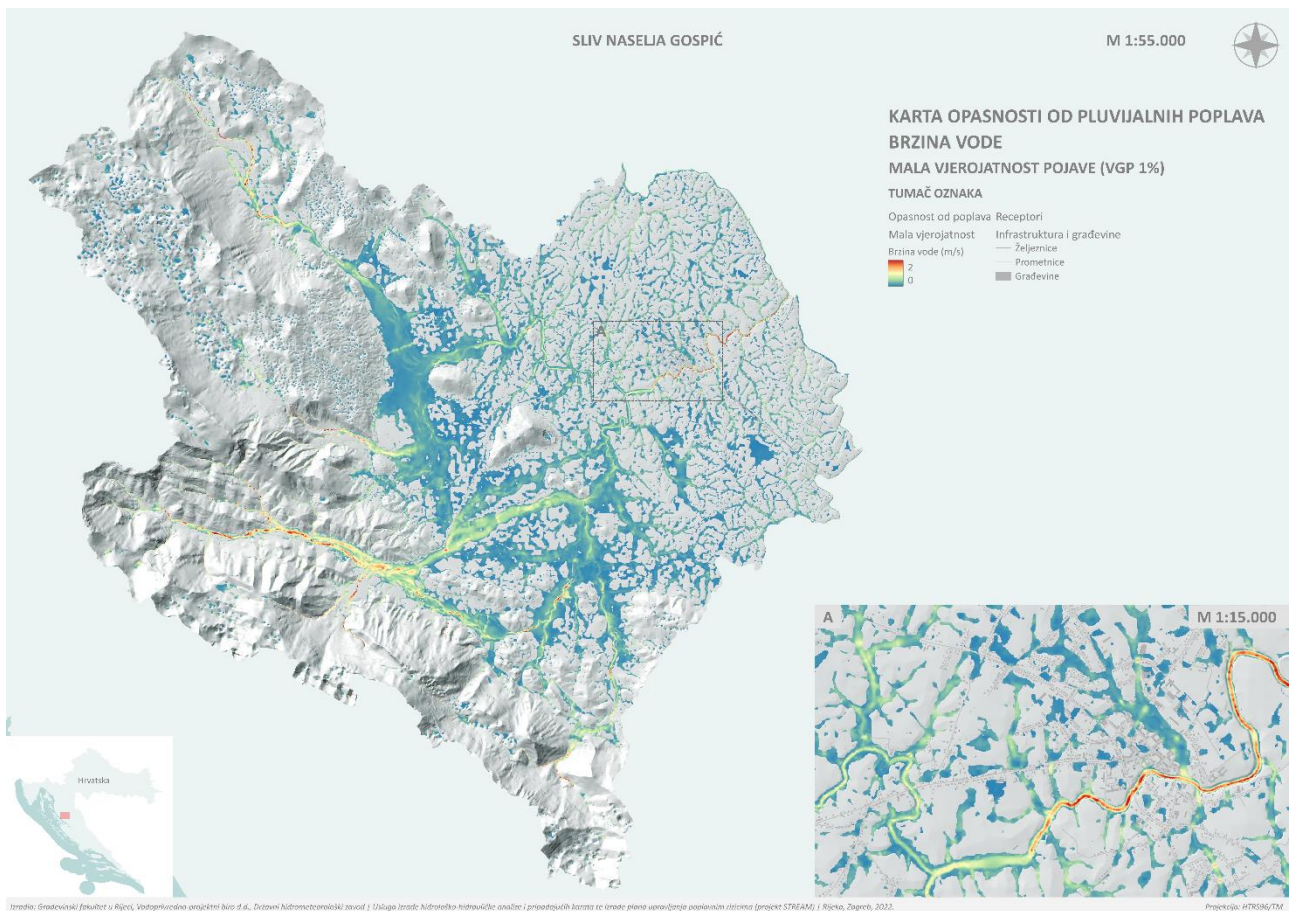 SLIV NASELJA GOSPIĆ
M 1:55.000
KARTA OPASNOSTI OD PLUVIJALNIH POPLAVA
BRZINA VODE
MALA VJEROJATNOST POJAVE (VGP 1%)
TUMAČ OZNAKA
Opasnost od poplava Receptori
Mala vjerojatnost Infrastruktura i građevine
Brzina vode (m/s)
2
0
Željeznice
Prometnice
Građevine
A
A
M 1:15.000
Hrvatska
Izradio: Građevinski fakultet u Rijeci, Vodoprivredno-projektni biro d.d., Državni hidrometeorološki zavod | Usluga izrade hidrološko-hidrauličke analize i pripadajućih karata te izrade plana upravljanja poplavnim rizicima (projekt STREAM) | Rijeka, Zagreb, 2022.
Projekcija: HTRS96/TM